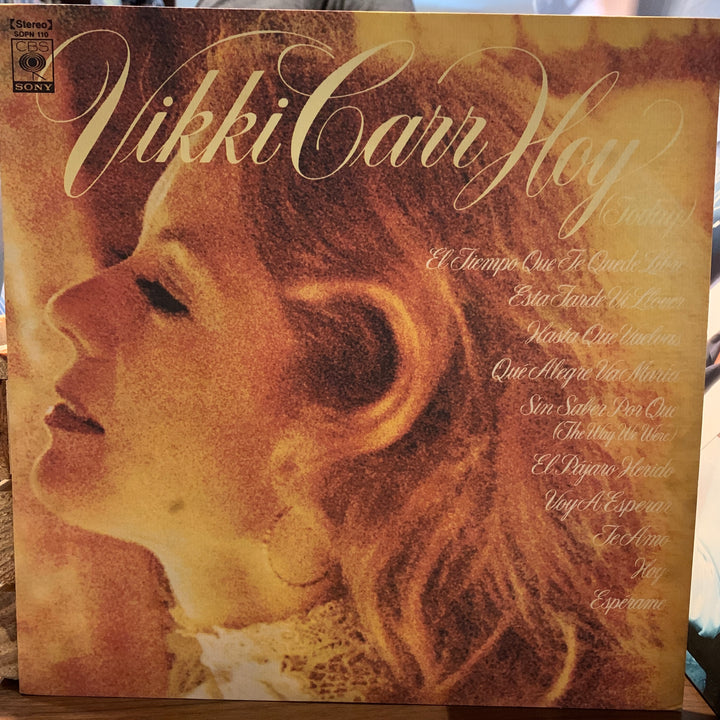 【Stereo】
SOPN 110
CBS
SONY
Vikki Carr Hoy
(Today)
El Tiempo Que Te Quede Libre
Esta Tarde Vi Llover
Hasta Que Vuelvas
Qué Alegre Va Maria
Sin Saber Por Que
(The Way We Were)
El Pájaro Herido
Voy A Esperar
Te Amo
Hoy
Espérame